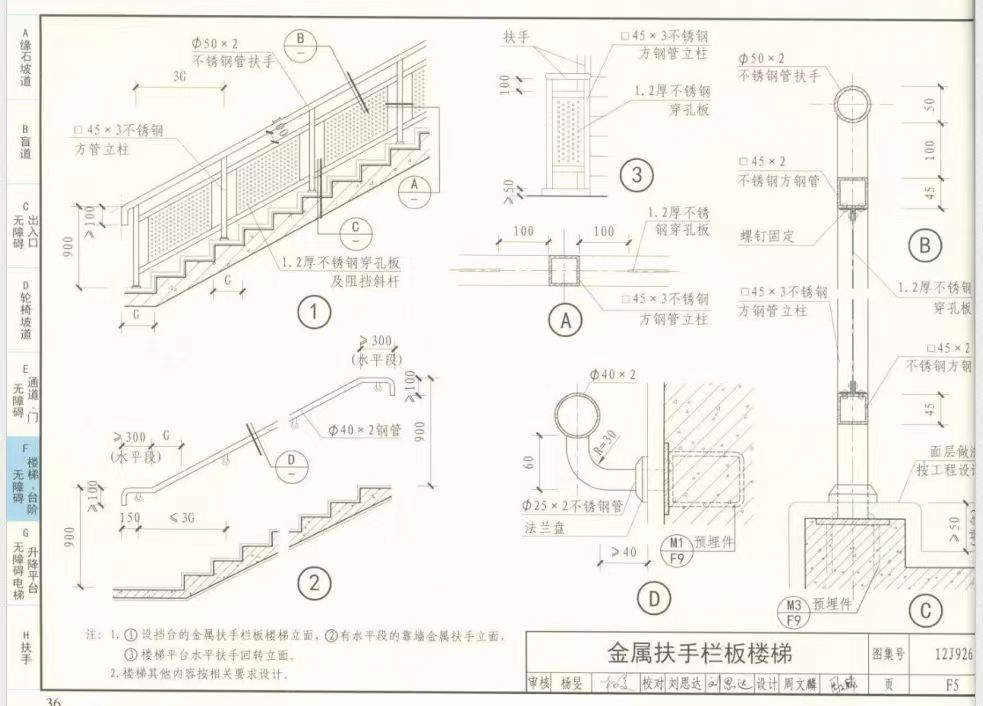 A
缘石坡道
B
盲道
C
无障碍
出入口
D
轮椅坡道
E
无障碍
通道·门
F
无障碍
楼梯·台阶
G
无障碍电梯
升降平台
H
扶手
ϕ50×2
不锈钢管扶手
B
–
3G
□45×3不锈钢
方管立柱
100
A
–
C
–
≥100
900
1.2厚不锈钢穿孔板
及阻挡斜杆
G
G
1
扶手
□45×3不锈钢
方钢管立柱
100
1.2厚不锈钢
穿孔板
≥50
3
1.2厚不锈
钢穿孔板
100
100
□45×3不锈钢
方钢管立柱
A
ϕ50×2
不锈钢管扶手
50
100
□45×2
不锈钢方钢管
45
螺钉固定
B
1.2厚不锈钢
穿孔板
□45×3不锈钢
方钢管立柱
□45×2
不锈钢方钢
45
面层做
按工程设
≥50
M3
F9
预埋件
C
≥300
(水平段)
≥100
ϕ40×2钢管
900
≥300
G
(水平段)
D
–
≥100
150
≤3G
900
2
ϕ40×2
R=30
60
ϕ25×2不锈钢管
法兰盘
M1
F9
预埋件
≥40
D
注: 1. ①设挡台的金属扶手栏板楼梯立面, ②有水平段的靠墙金属扶手立面,
③楼梯平台水平扶手回转立面。
2. 楼梯其他内容按相关要求设计。
金属扶手栏板楼梯
图集号
12J926
审核 杨旻 校对 刘思达 设计 周文麟
页
F5
36